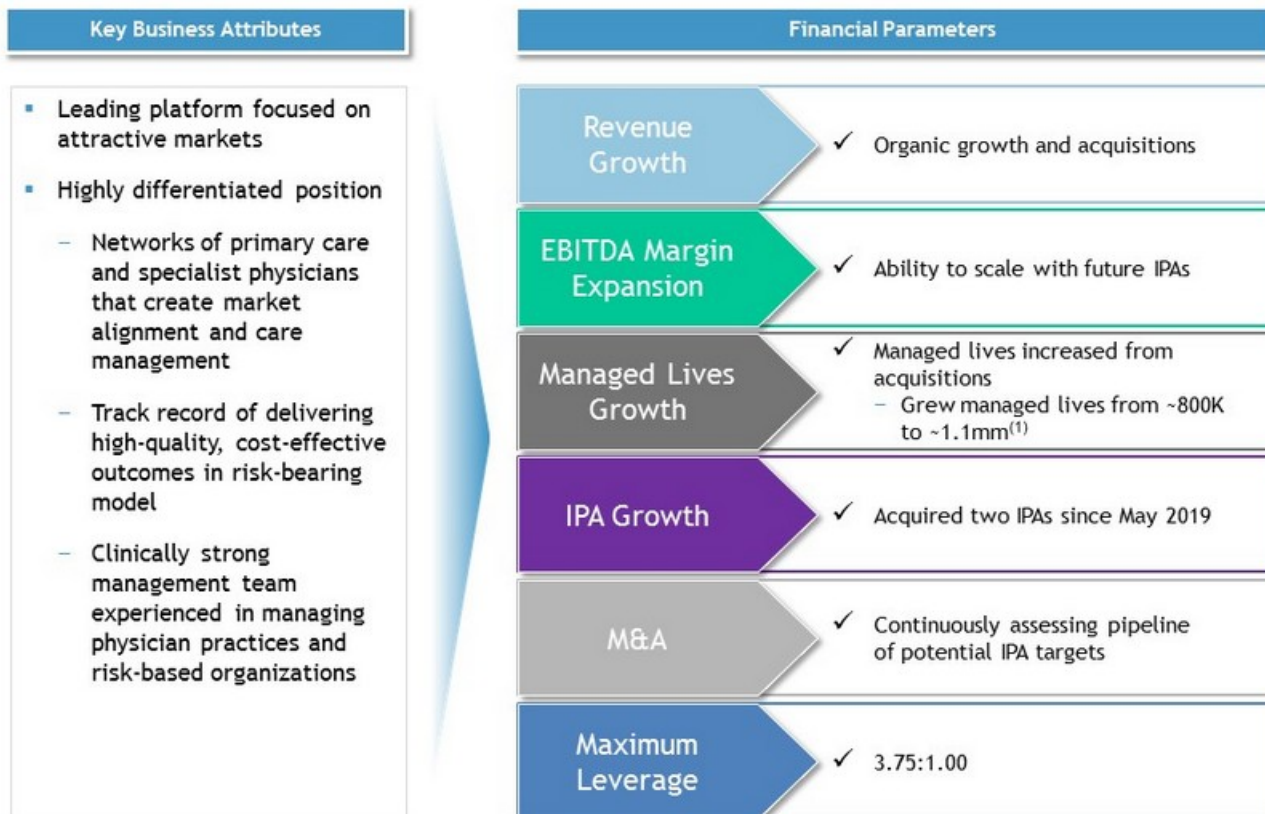 Key Business Attributes
▪ Leading platform focused on
attractive markets
▪ Highly differentiated position
– Networks of primary care
and specialist physicians
that create market
alignment and care
management
– Track record of delivering
high-quality, cost-effective
outcomes in risk-bearing
model
– Clinically strong
management team
experienced in managing
physician practices and
risk-based organizations
Financial Parameters
Revenue
Growth
✓ Organic growth and acquisitions
EBITDA Margin
Expansion
✓ Ability to scale with future IPAs
Managed Lives
Growth
✓ Managed lives increased from
acquisitions
– Grew managed lives from ~800K
to ~1.1mm(1)
IPA Growth
✓ Acquired two IPAs since May 2019
M&A
✓ Continuously assessing pipeline
of potential IPA targets
Maximum
Leverage
✓ 3.75:1.00